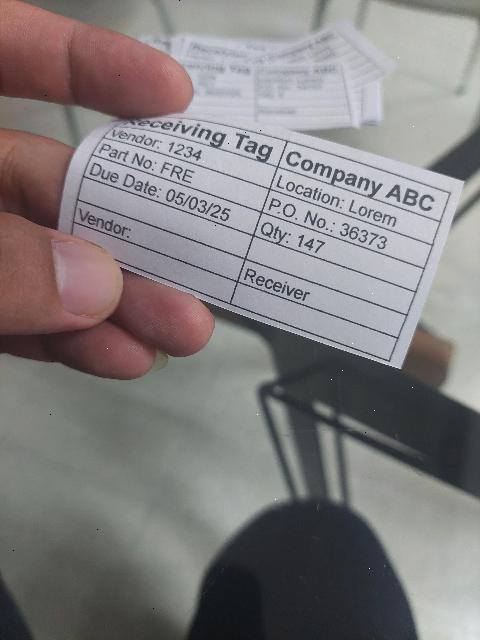 Receiving Tag
Company ABC
Vendor: 1234
Location: Lorem
Part No: FRE
P.O. No.: 36373
Due Date: 05/03/25
Qty: 147
Vendor:
Receiver
Receiving Tag
Company ABC